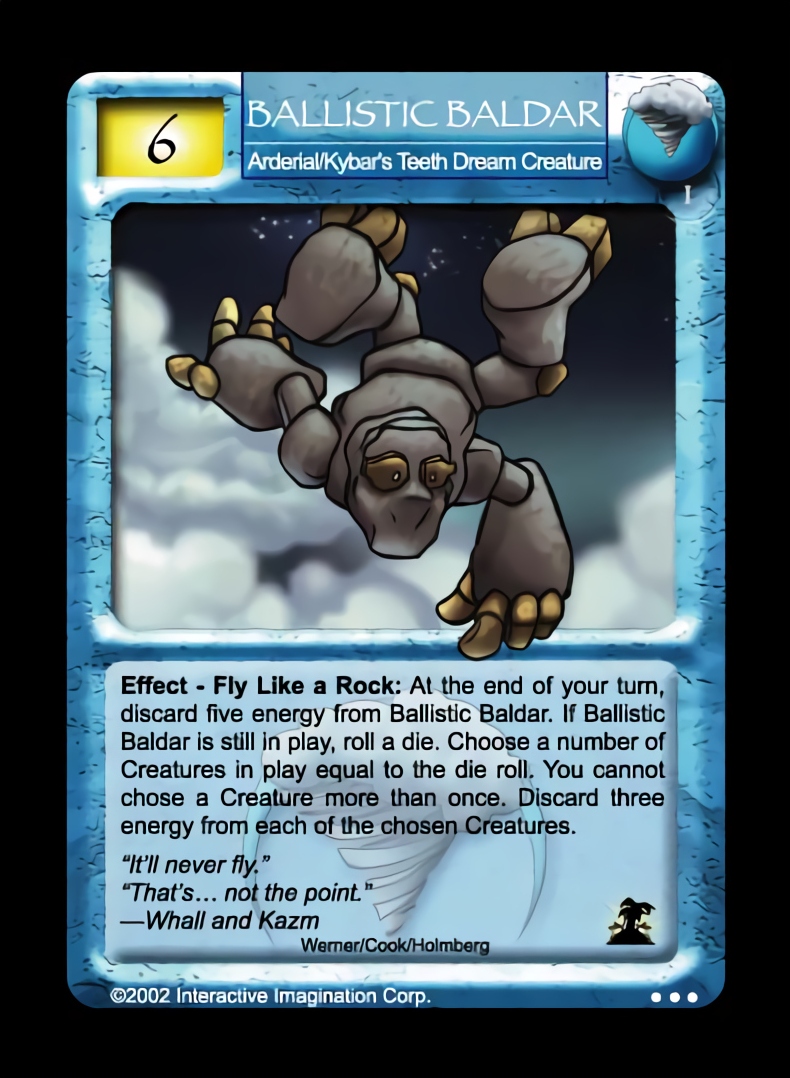 6
BALLISTIC BALDAR
Arderial/Kybar's Teeth Dream Creature
I
Effect - Fly Like a Rock: At the end of your turn,
discard five energy from Ballistic Baldar. If Ballistic
Baldar is still in play, roll a die. Choose a number of
Creatures in play equal to the die roll. You cannot
chose a Creature more than once. Discard three
energy from each of the chosen Creatures.
“It’ll never fly.”
“That’s… not the point.”
—Whall and Kazm
Werner/Cook/Holmberg
©2002 Interactive Imagination Corp.